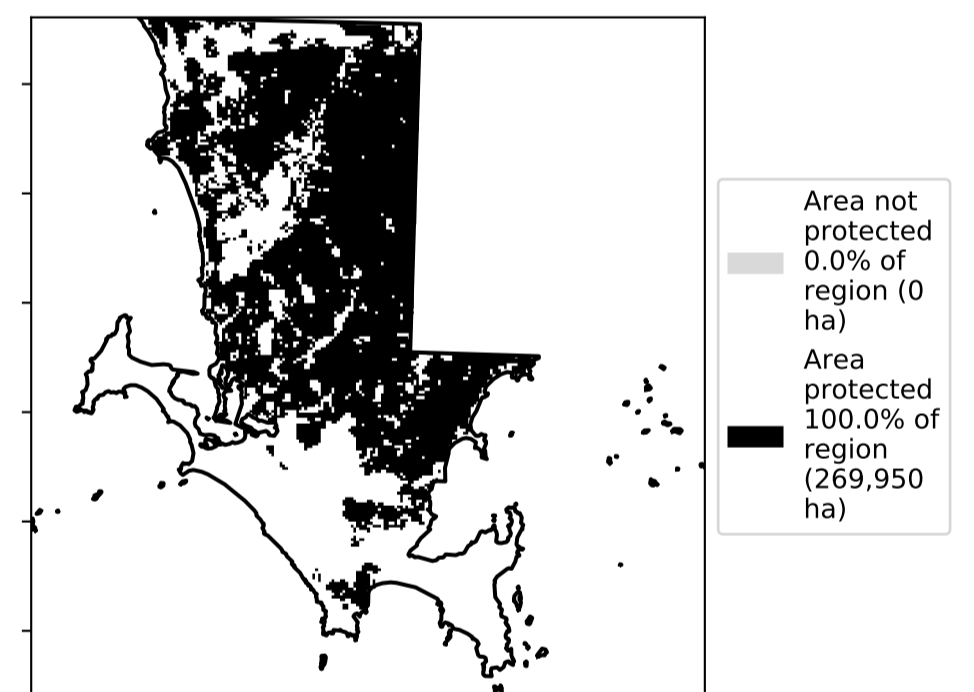 Area not
protected
0.0% of
region (0
ha)
Area
protected
100.0% of
region
(269,950
ha)